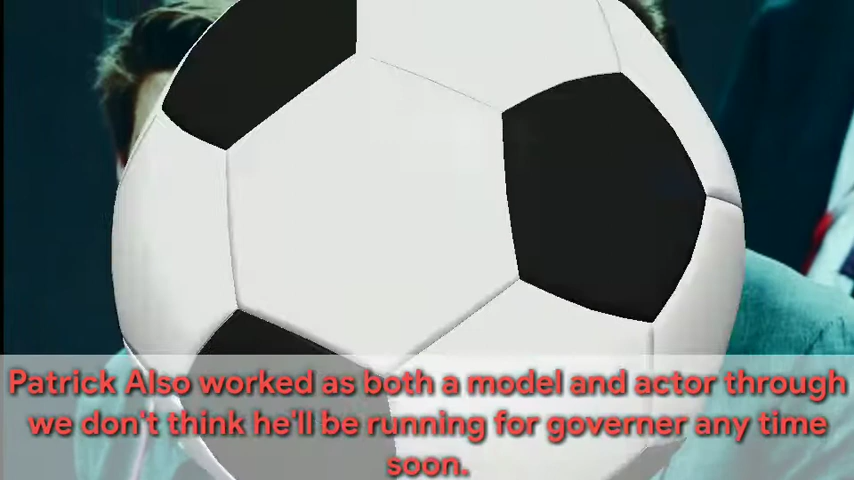 Patrick Also worked as both a model and actor through
we don't think he'll be running for governer any time
soon.